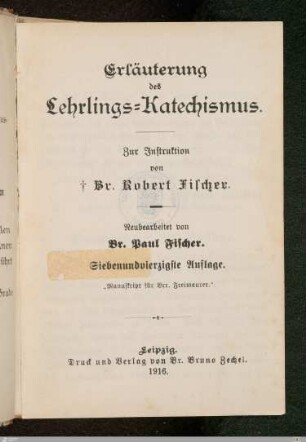 Erläuterung
des
Lehrlings=Katechismus.
Zur Instruktion
von
† Br. Robert Fischer.
Neubearbeitet von
Br. Paul Fischer.
Siebenundvierzigste Auflage.
„Manuskript für Brr. Freimaurer.“
Leipzig.
Druck und Verlag von Br. Bruno Zechel.
1916.